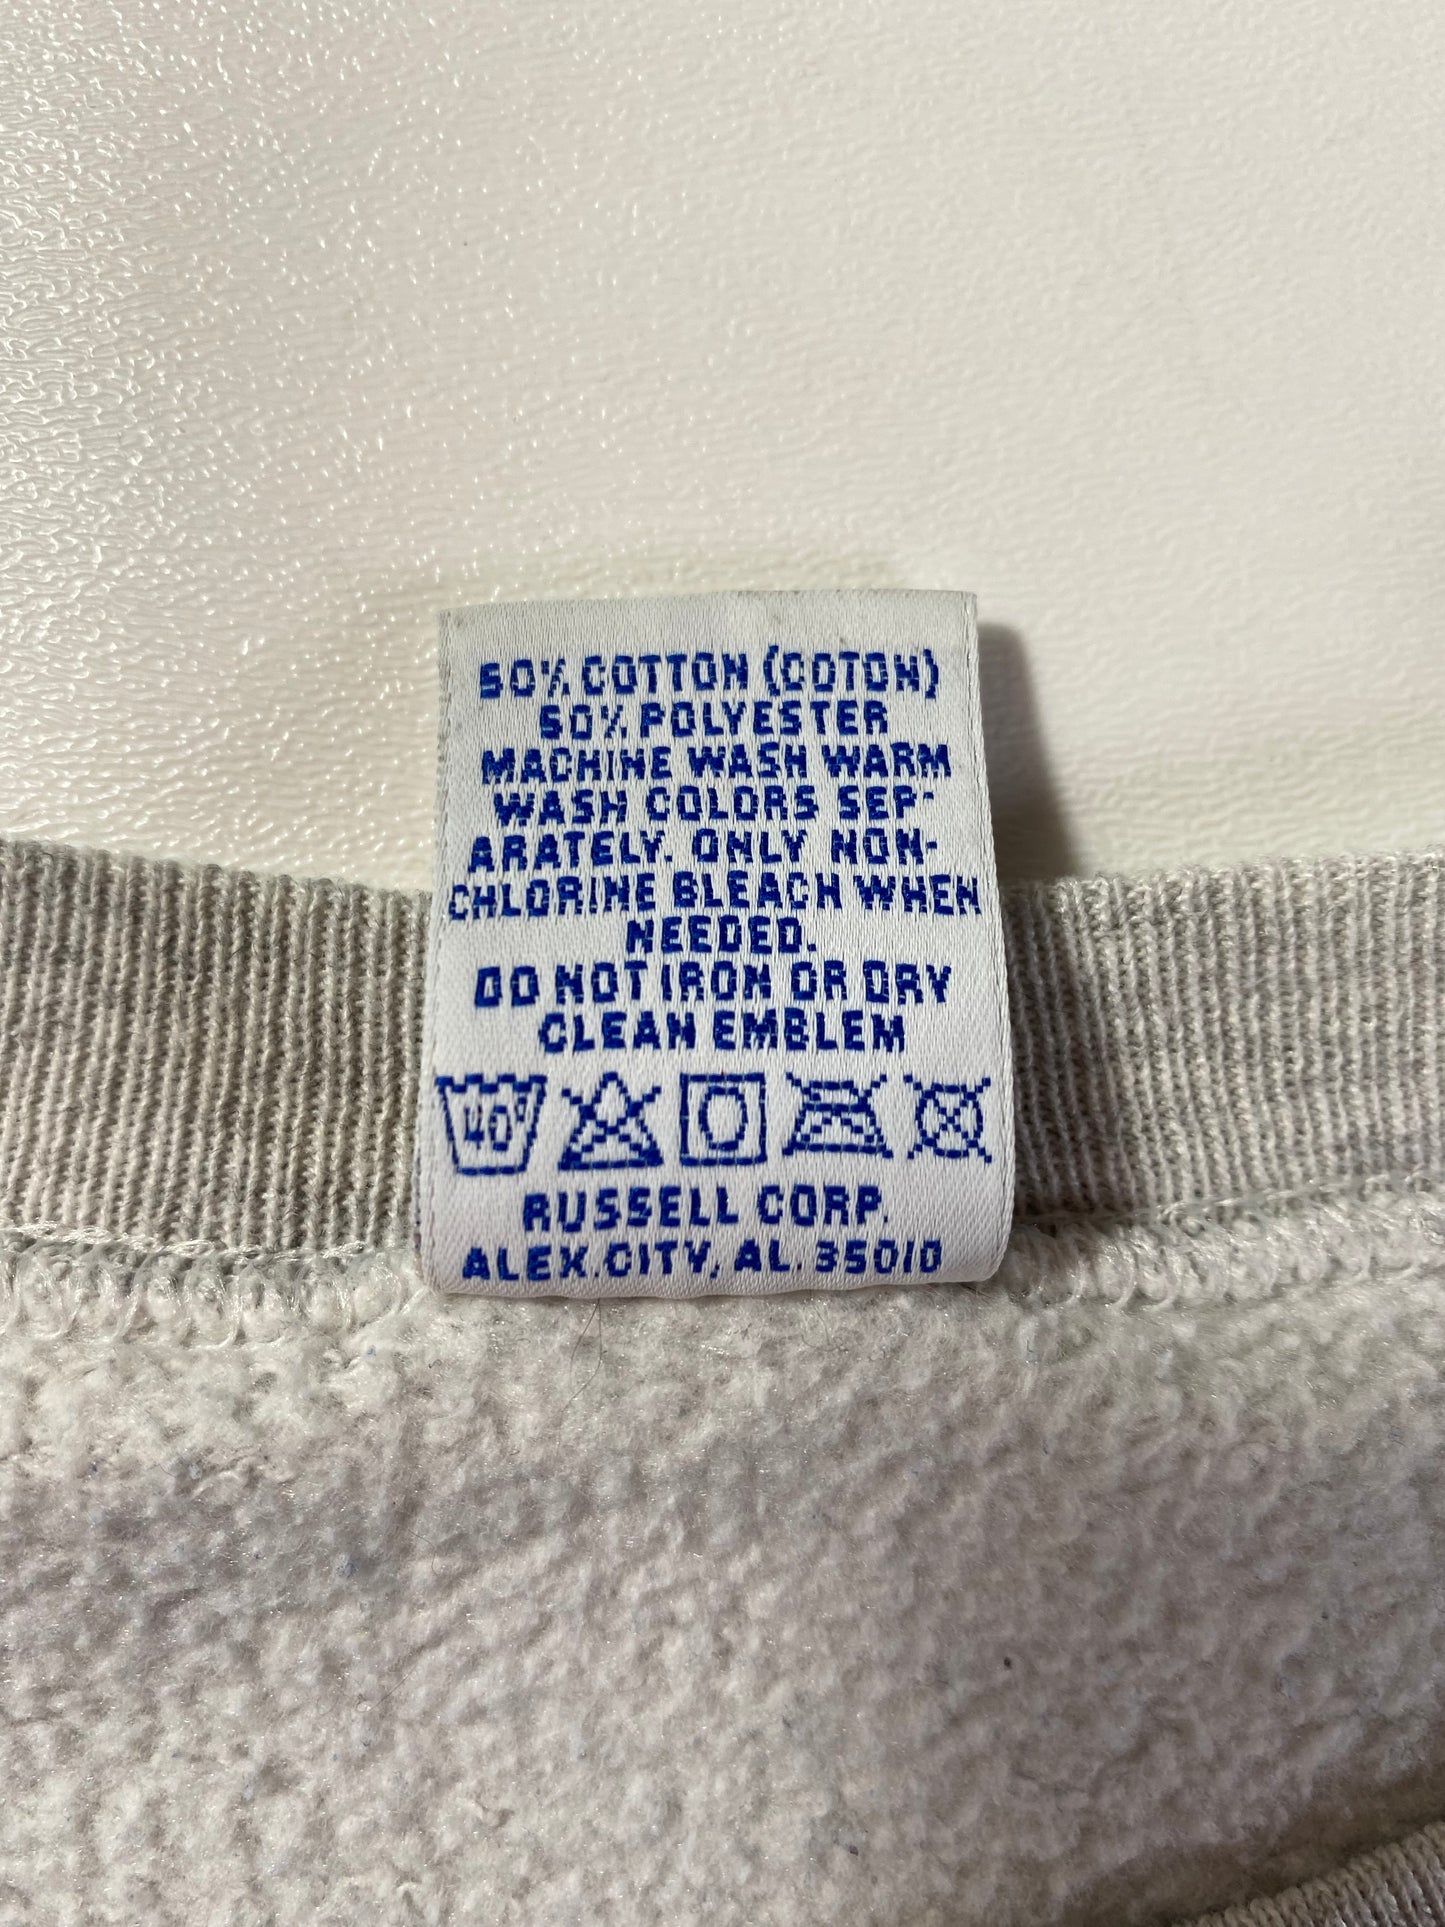 50% COTTON (COTON)
50% POLYESTER
MACHINE WASH WARM
WASH COLORS SEP-
ARATELY. ONLY NON-
CHLORINE BLEACH WHEN
NEEDED.
DO NOT IRON OR DRY
CLEAN EMBLEM
40°
RUSSELL CORP.
ALEX.CITY, AL. 35010